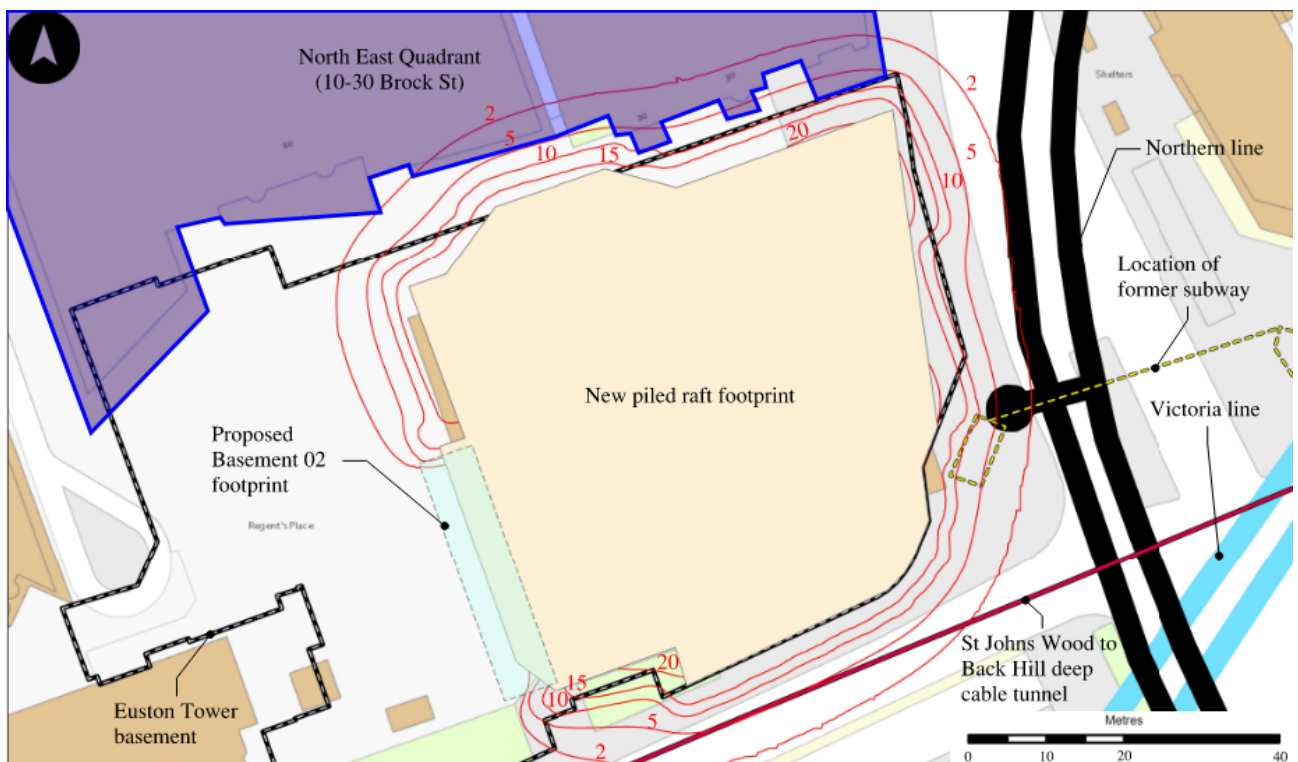 North East Quadrant
(10-30 Brock St)
2
5
10
15
20
2
5
10
Shelters
30
30
Northern line
Location of
former subway
Victoria line
New piled raft footprint
Proposed
Basement 02
footprint
Regent's Place
Euston Tower
basement
20
15
10
5
2
St Johns Wood to
Back Hill deep
cable tunnel
Metres
0
10
20
40